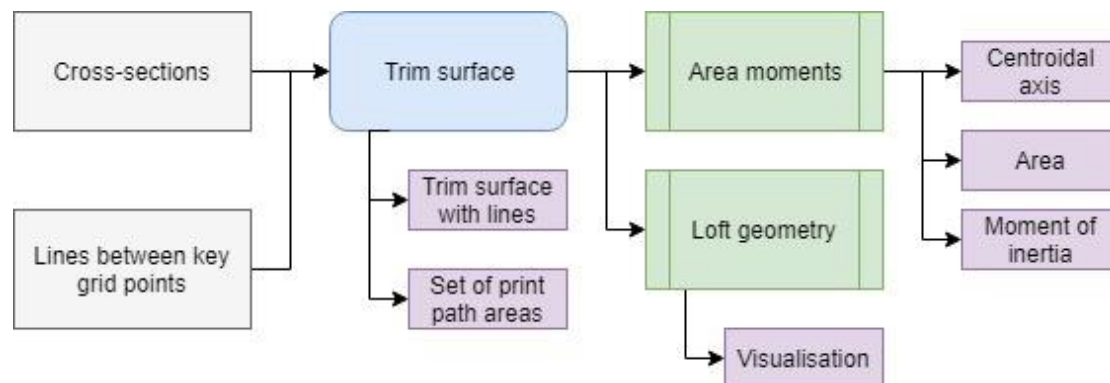 Cross-sections
Trim surface
Area moments
Centroidal
axis
Area
Trim surface
with lines
Lines between key
grid points
Loft geometry
Moment of
inertia
Set of print
path areas
Visualisation